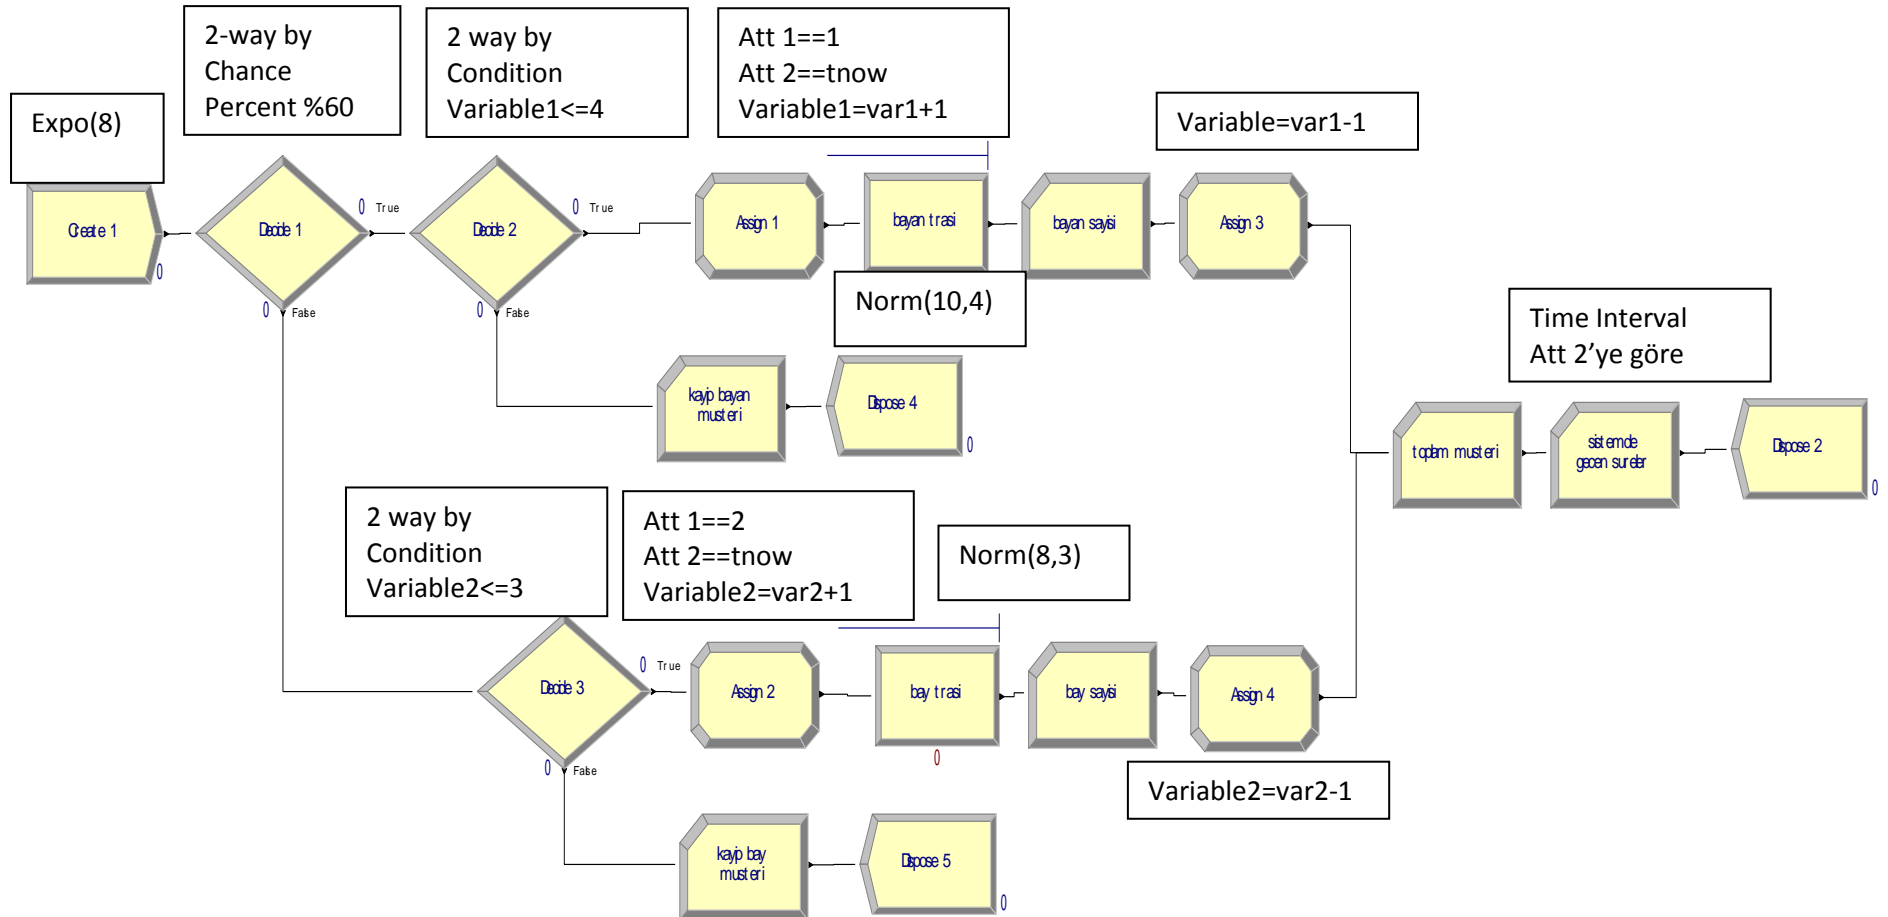 2-way by
Chance
Percent %60
2 way by
Condition
Variable1<=4
Att 1==1
Att 2==tnow
Variable1=var1+1
Expo(8)
Variable=var1-1
Create 1
0
Decide 1
0 True
0 False
Decide 2
0 True
0 False
Assign 1
bayan trasi
bayan sayisi
Assign 3
Norm(10,4)
Time Interval
Att 2'ye göre
kayip bayan
musteri
Dispose 4
0
toplam musteri
sistemde
gecen sureler
Dispose 2
0
2 way by
Condition
Variable2<=3
Att 1==2
Att 2==tnow
Variable2=var2+1
Norm(8,3)
Decide 3
0 True
0 False
Assign 2
bay trasi
0
bay sayisi
Assign 4
Variable2=var2-1
kayip bay
musteri
Dispose 5
0